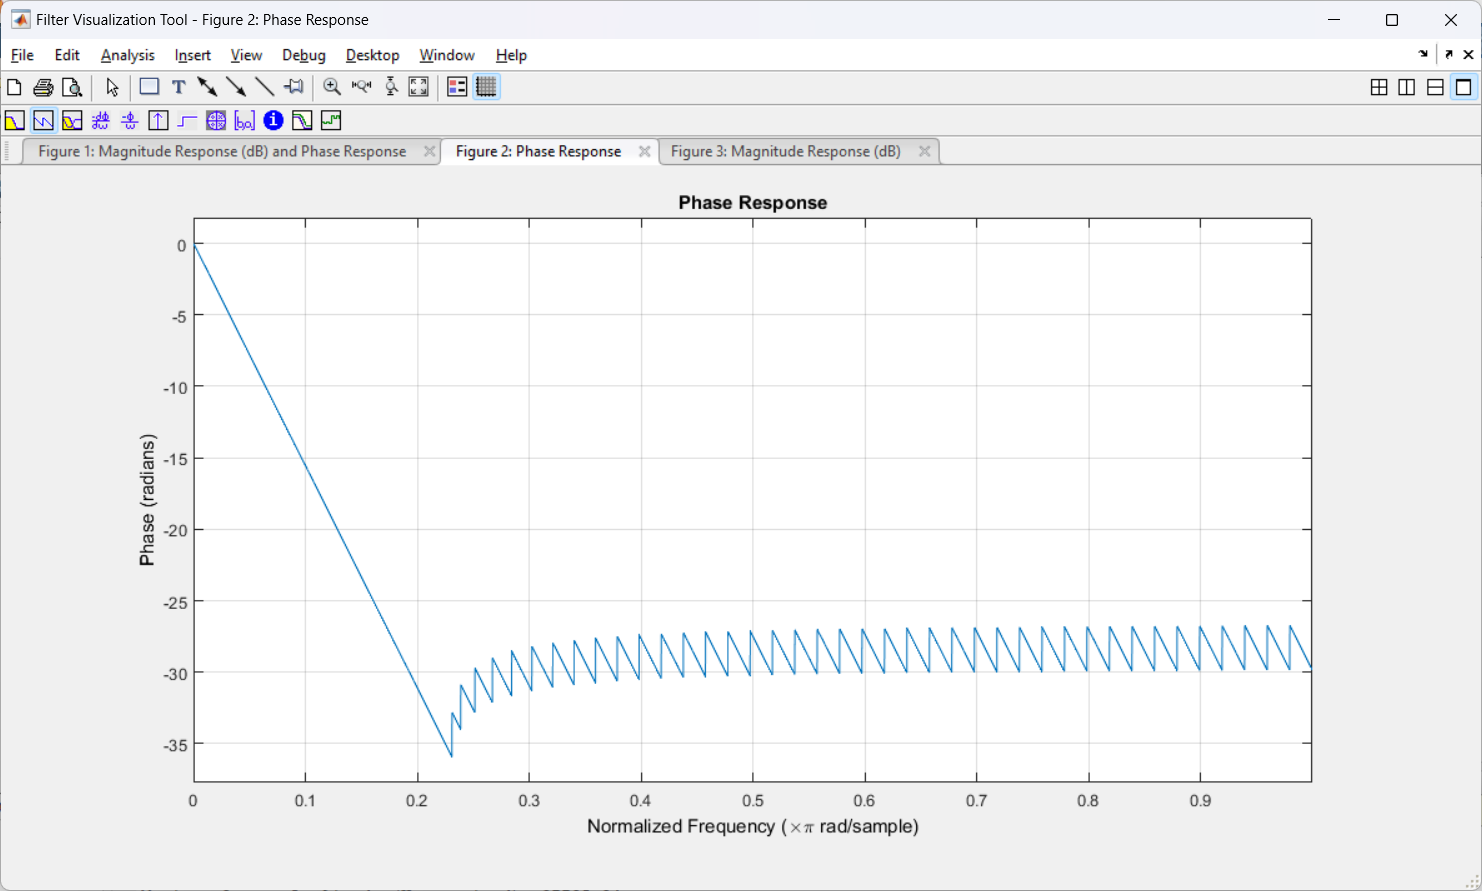 Filter Visualization Tool - Figure 2: Phase Response
File Edit Analysis Insert View Debug Desktop Window Help
Figure 1: Magnitude Response (dB) and Phase Response
Figure 2: Phase Response
Figure 3: Magnitude Response (dB)
Phase Response
0
-5
-10
-15
-20
-25
-30
-35
Phase (radians)
0 0.1 0.2 0.3 0.4 0.5 0.6 0.7 0.8 0.9
Normalized Frequency (×π rad/sample)